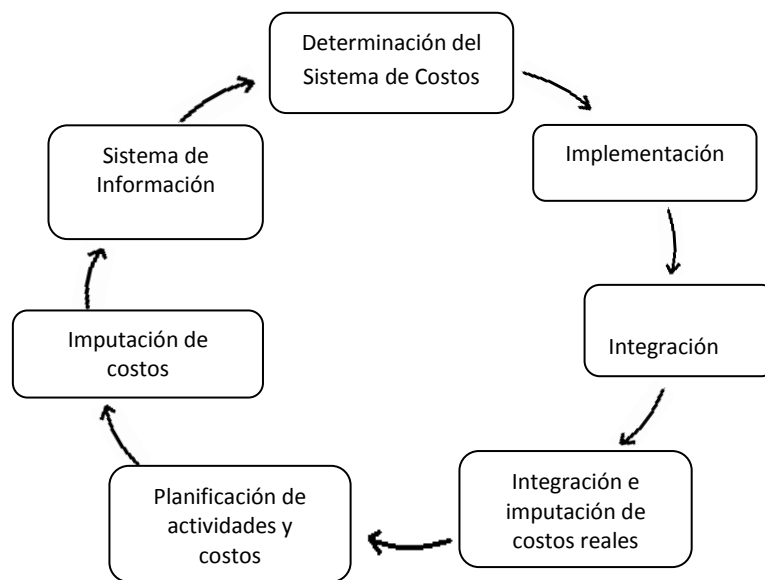 Determinación del
Sistema de Costos
Implementación
Integración
Integración e
imputación de
costos reales
Planificación de
actividades y
costos
Imputación de
costos
Sistema de
Información